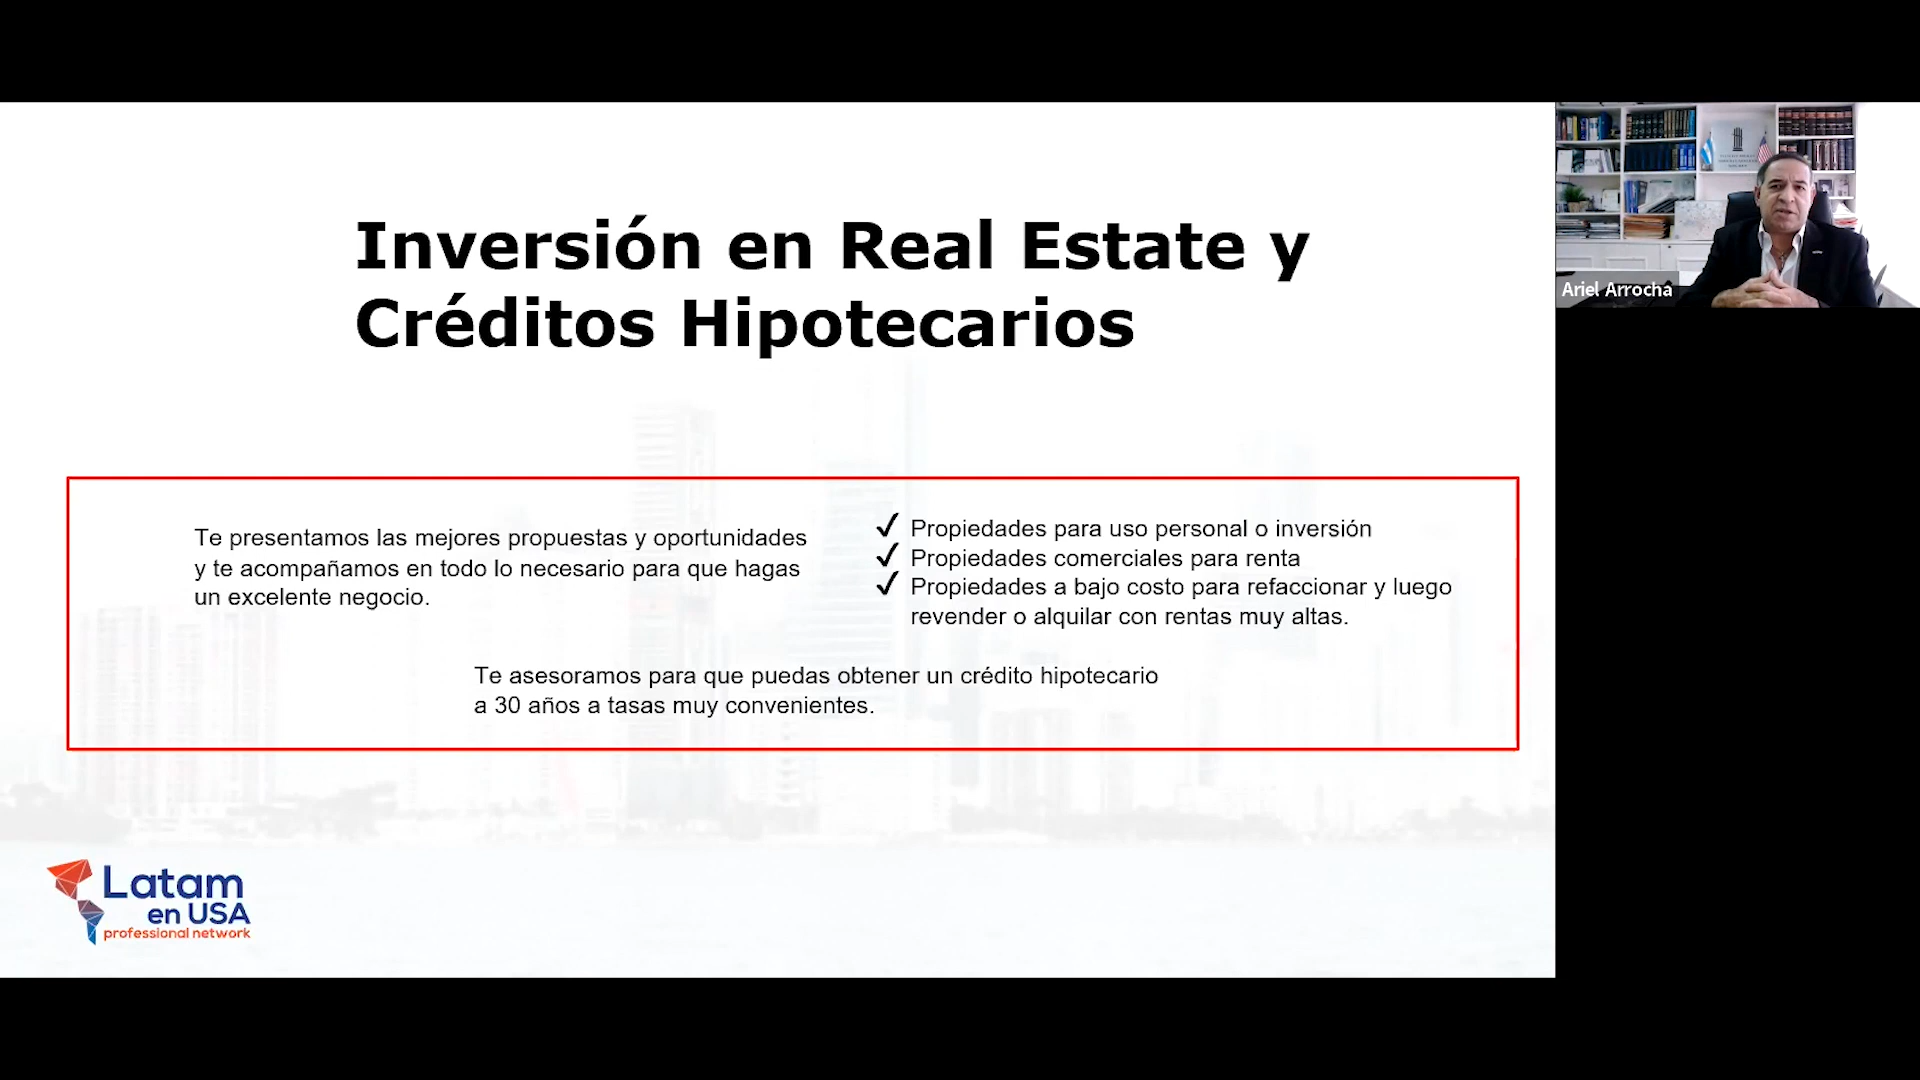 Inversión en Real Estate y
Créditos Hipotecarios
Te presentamos las mejores propuestas y oportunidades
y te acompañamos en todo lo necesario para que hagas
un excelente negocio.
✓ Propiedades para uso personal o inversión
✓ Propiedades comerciales para renta
✓ Propiedades a bajo costo para refaccionar y luego
revender o alquilar con rentas muy altas.
Te asesoramos para que puedas obtener un crédito hipotecario
a 30 años a tasas muy convenientes.
Latam
en USA
professional network
Ariel Arrocha